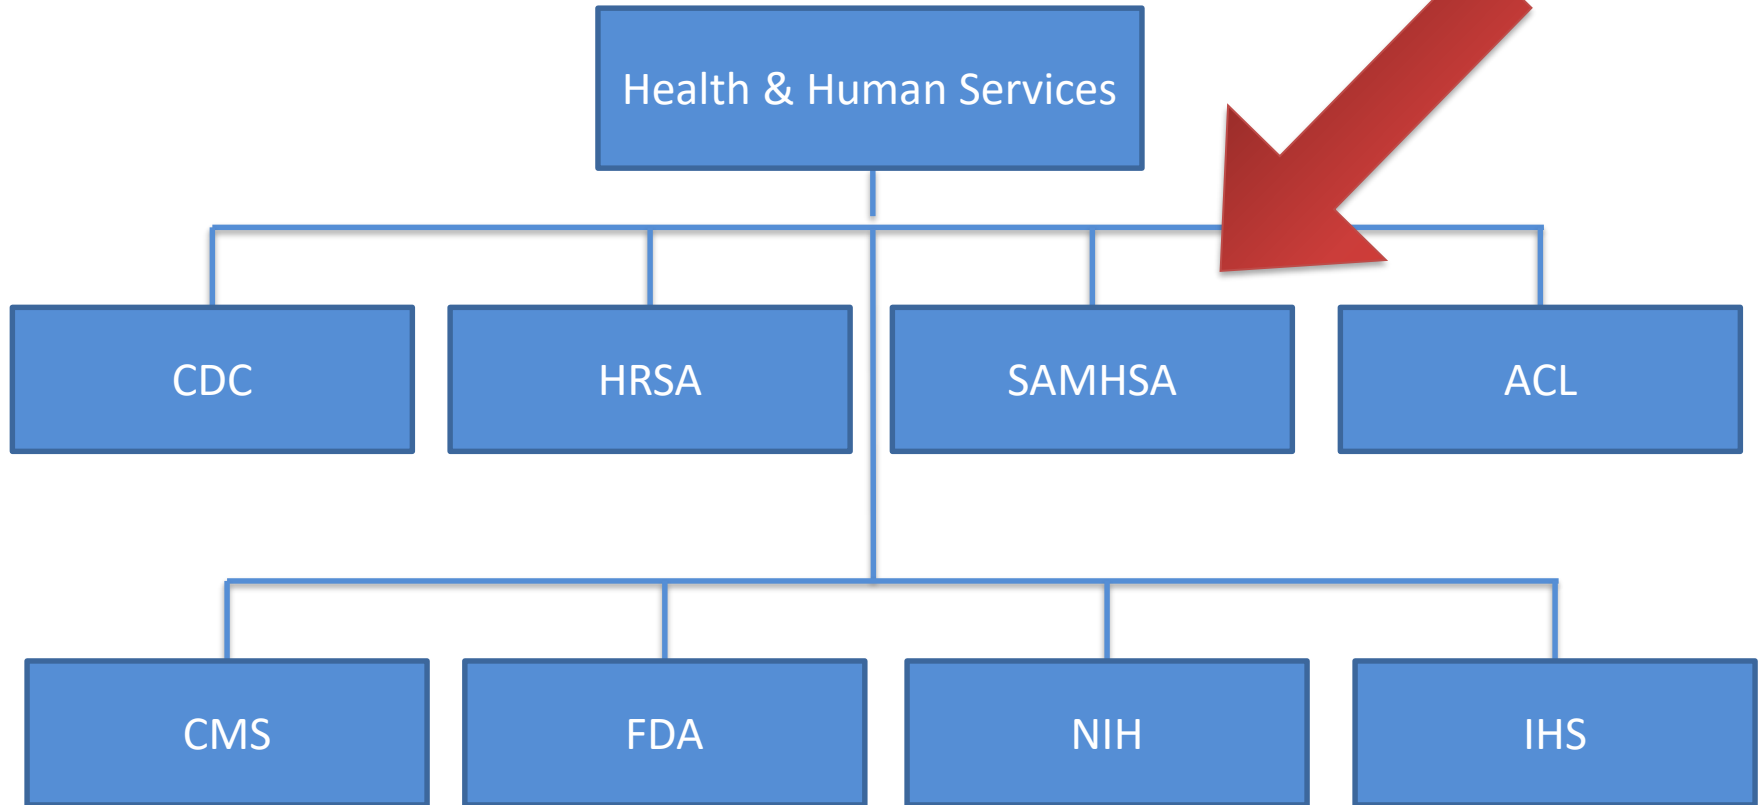 Health & Human Services
CDC
HRSA
SAMHSA
ACL
CMS
FDA
NIH
IHS